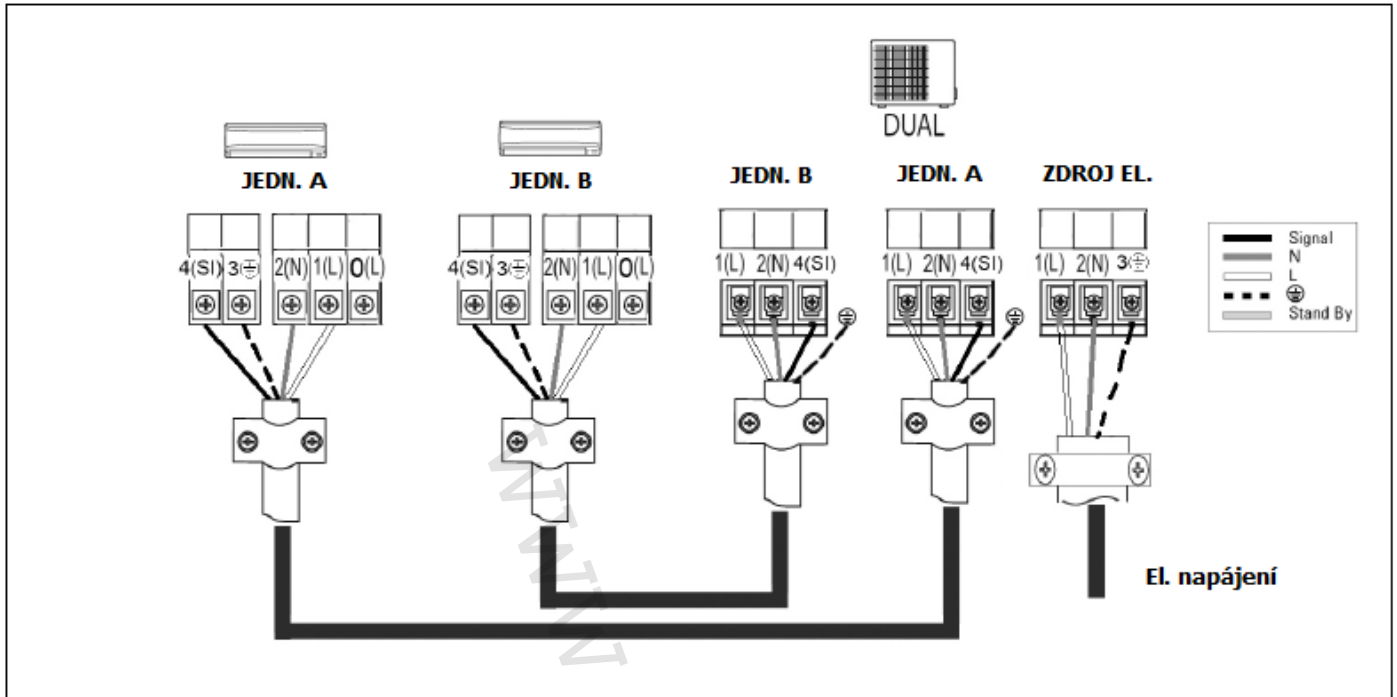 DUAL
JEDN. A
JEDN. B
JEDN. B
JEDN. A
ZDROJ EL.
4(SI) 3(⏚) 2(N) 1(L) 0(L)
4(SI) 3(⏚) 2(N) 1(L) 0(L)
1(L) 2(N) 4(SI)
⏚
1(L) 2(N) 4(SI)
⏚
1(L) 2(N) 3(⏚)
Signal
N
L
⏚
Stand By
El. napájení
WWW